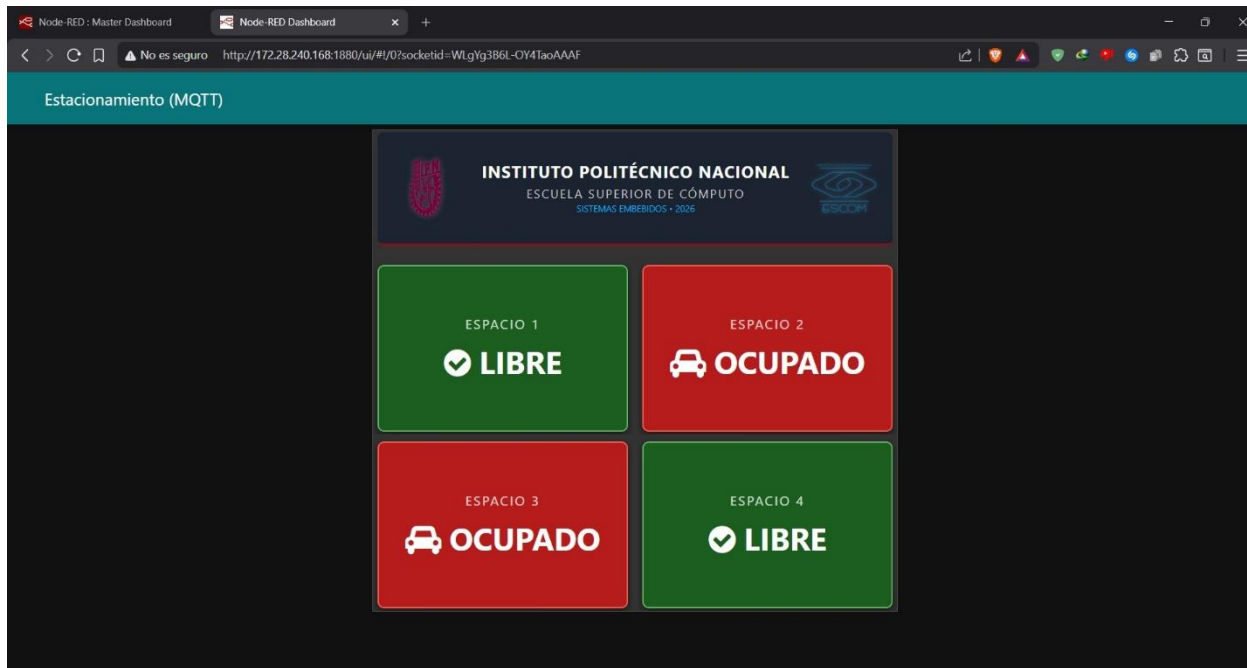 Node-RED : Master Dashboard
Node-RED Dashboard
No es seguro http://172.28.240.168:1880/ui/#!/0?socketid=WLgYg3B6L-OY4TaoAAAF
Estacionamiento (MQTT)
INSTITUTO POLITÉCNICO NACIONAL
ESCUELA SUPERIOR DE CÓMPUTO
SISTEMAS EMBEBIDOS • 2026
ESCOM
ESPACIO 1
LIBRE
ESPACIO 2
OCUPADO
ESPACIO 3
OCUPADO
ESPACIO 4
LIBRE